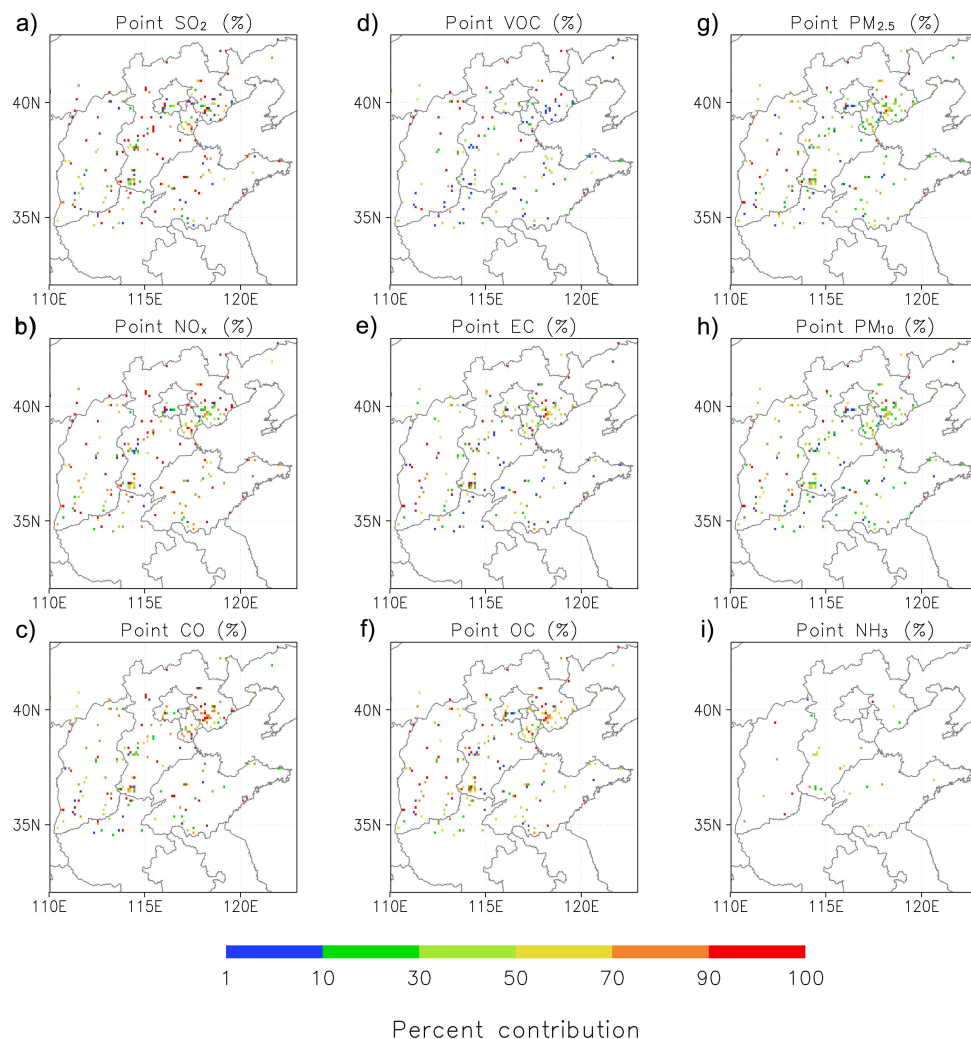 a) Point SO₂ (%) d) Point VOC (%) g) Point PM₂.₅ (%)
40N 40N 40N
35N 35N 35N
110E 115E 120E 110E 115E 120E 110E 115E 120E
b) Point NOₓ (%) e) Point EC (%) h) Point PM₁₀ (%)
40N 40N 40N
35N 35N 35N
110E 115E 120E 110E 115E 120E 110E 115E 120E
c) Point CO (%) f) Point OC (%) i) Point NH₃ (%)
40N 40N 40N
35N 35N 35N
110E 115E 120E 110E 115E 120E 110E 115E 120E
1 10 30 50 70 90 100
Percent contribution